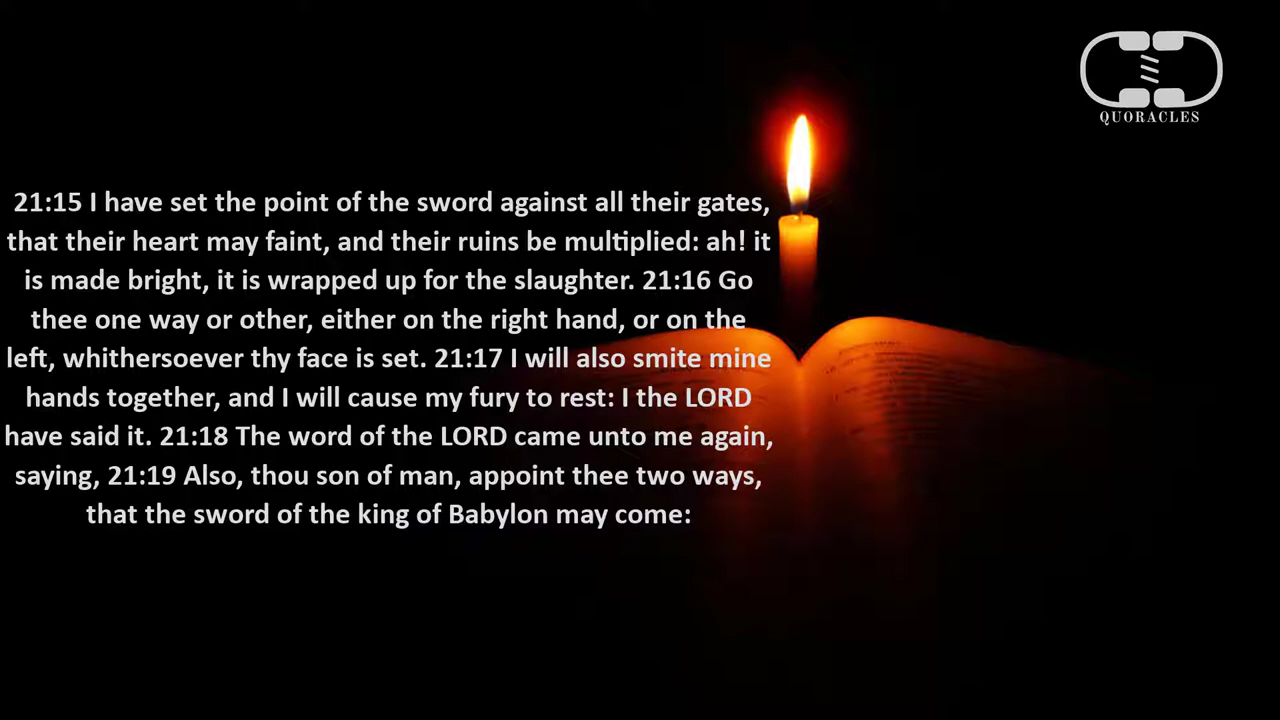 QUORACLES
21:15 I have set the point of the sword against all their gates,
that their heart may faint, and their ruins be multiplied: ah! it
is made bright, it is wrapped up for the slaughter. 21:16 Go
thee one way or other, either on the right hand, or on the
left, whithersoever thy face is set. 21:17 I will also smite mine
hands together, and I will cause my fury to rest: I the LORD
have said it. 21:18 The word of the LORD came unto me again,
saying, 21:19 Also, thou son of man, appoint thee two ways,
that the sword of the king of Babylon may come: